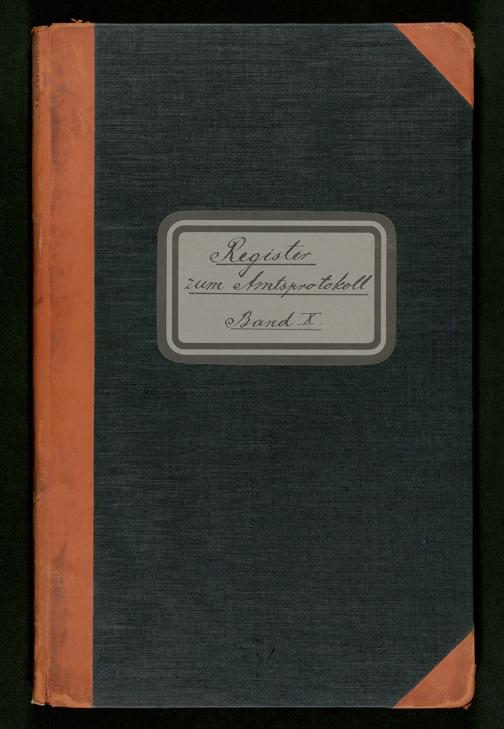 Register
zum Amtsprotokoll
Band X.